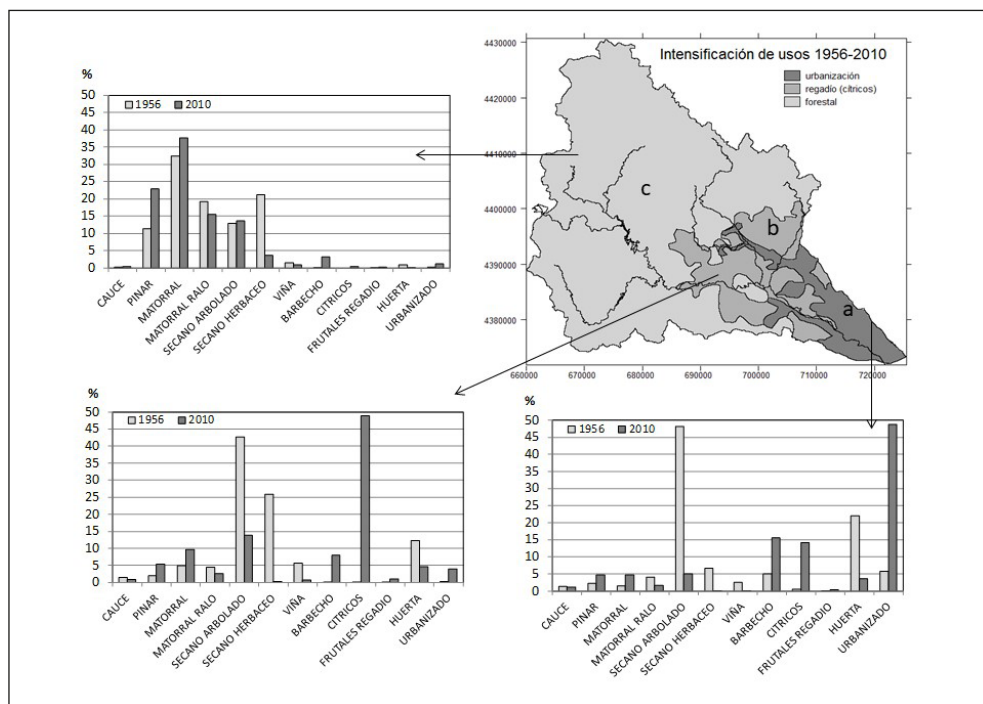 Intensificación de usos 1956-2010
urbanización
regadío (cítricos)
forestal
4430000
4420000
4410000
4400000
4390000
4380000
660000 670000 680000 690000 700000 710000 720000
c
b
a
%
1956 2010
50
45
40
35
30
25
20
15
10
5
0
CAUCE
PINAR
MATORRAL
MATORRAL RALO
SECANO ARBOLADO
SECANO HERBACEO
VIÑA
BARBECHO
CITRICOS
FRUTALES REGADIO
HUERTA
URBANIZADO
%
1956 2010
50
45
40
35
30
25
20
15
10
5
0
CAUCE
PINAR
MATORRAL
MATORRAL RALO
SECANO ARBOLADO
SECANO HERBACEO
VIÑA
BARBECHO
CITRICOS
FRUTALES REGADIO
HUERTA
URBANIZADO
%
1956 2010
50
45
40
35
30
25
20
15
10
5
0
CAUCE
PINAR
MATORRAL
MATORRAL RALO
SECANO ARBOLADO
SECANO HERBACEO
VIÑA
BARBECHO
CITRICOS
FRUTALES REGADIO
HUERTA
URBANIZADO